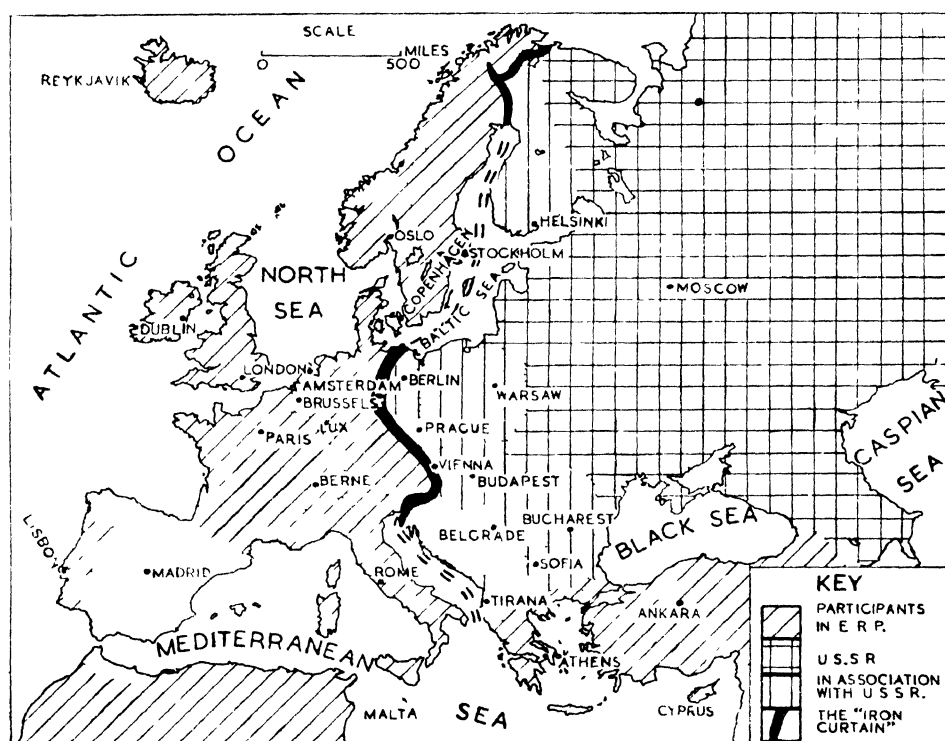 SCALE
MILES
0 500
REYKJAVIK
OCEAN
ATLANTIC
NORTH
SEA
OSLO
HELSINKI
STOCKHOLM
COPENHAGEN
BALTIC SEA
MOSCOW
DUBLIN
LONDON
AMSTERDAM
BRUSSELS
BERLIN
WARSAW
PARIS
LUX
PRAGUE
VIENNA
BERNE
BUDAPEST
CASPIAN
SEA
BELGRADE
BUCHAREST
BLACK SEA
LISBON
MADRID
ROME
SOFIA
TIRANA
ANKARA
MEDITERRANEAN
SEA
ATHENS
MALTA
CYPRUS
KEY
PARTICIPANTS
IN E R P.
U S.S R
IN ASSOCIATION
WITH U S S R.
THE "IRON
CURTAIN"